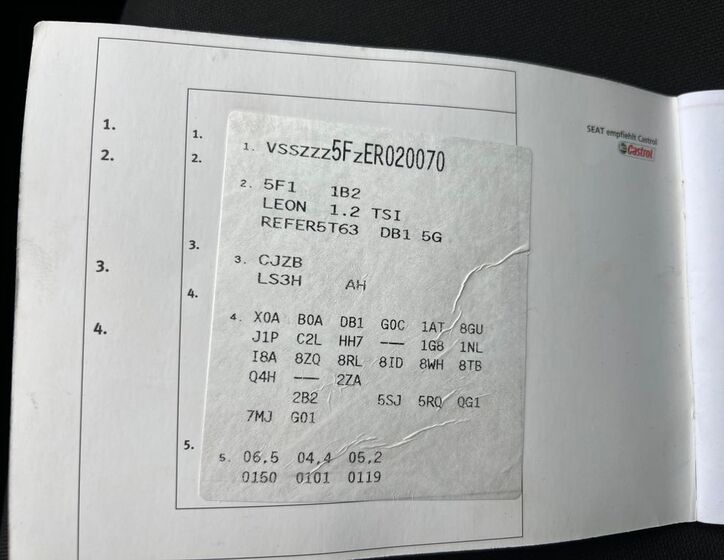 SEAT empfiehlt Castrol
Castrol
1.
2.
3.
4.
1.
2.
3.
4.
5.
1. VSSZZZ5FZER020070
2. 5F1 1B2
LEON 1.2 TSI
REFER5T63 DB1 5G
3. CJZB
LS3H AH
4. X0A B0A DB1 G0C 1AT 8GU
J1P C2L HH7 --- 1G8 1NL
I8A 8ZQ 8RL 8ID 8WH 8TB
Q4H --- 2ZA
2B2 5SJ 5RQ QG1
7MJ G01
5. 06,5 04,4 05,2
0150 0101 0119